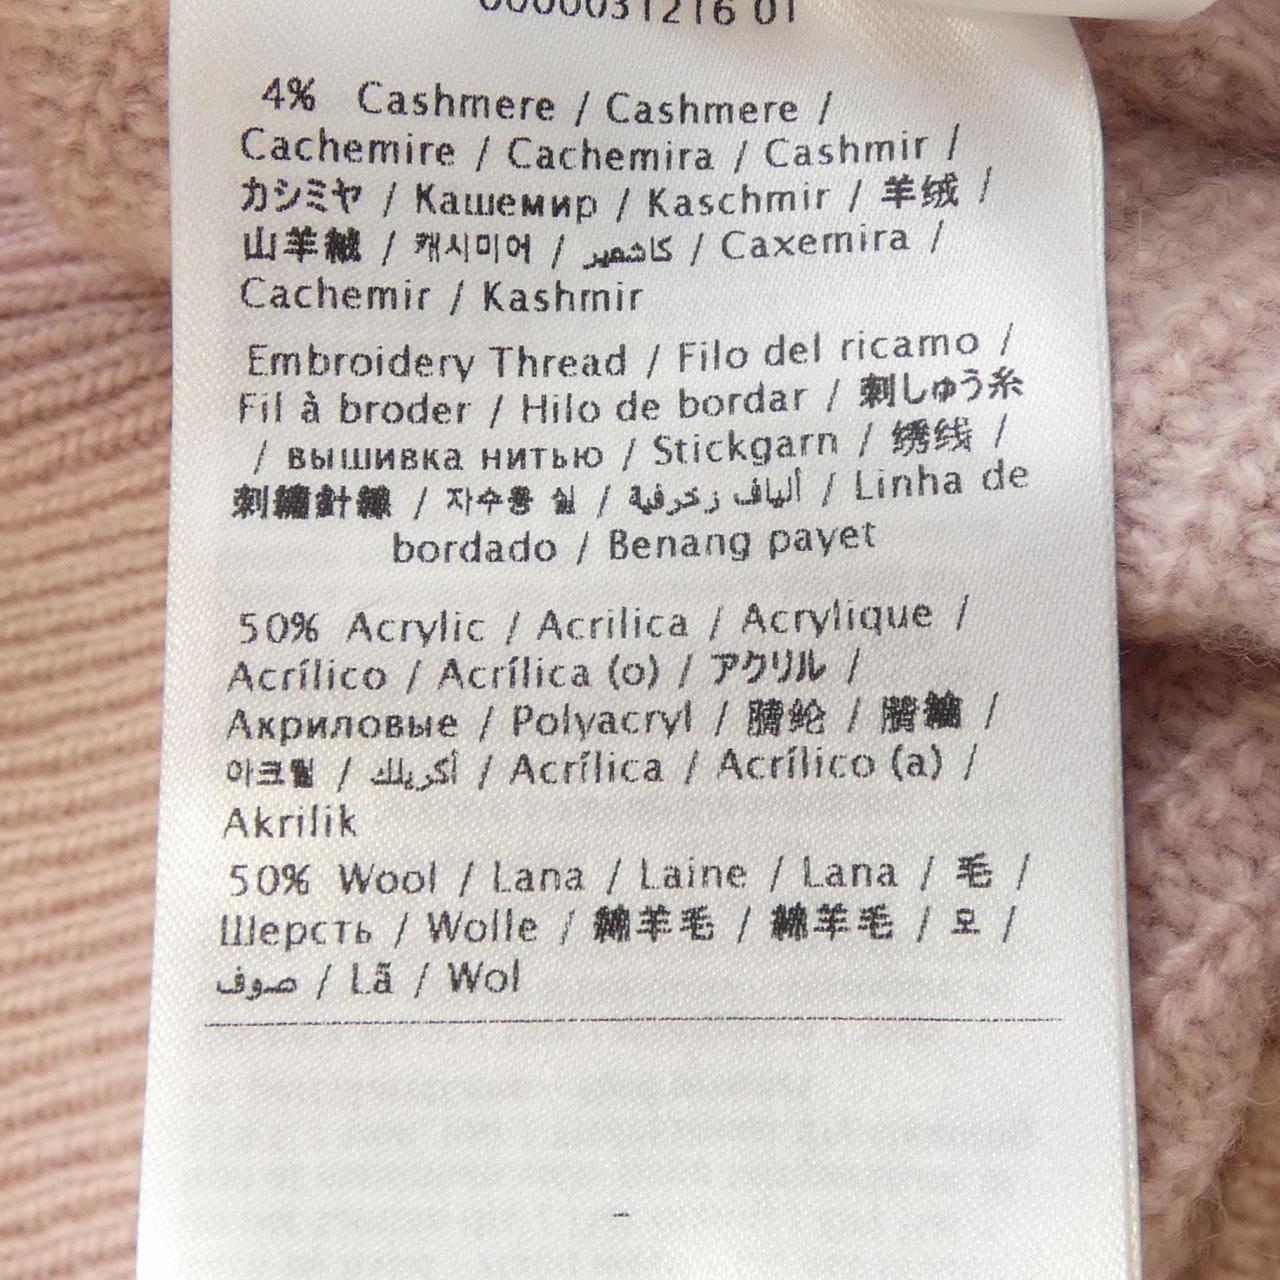 0000031216 01
4% Cashmere / Cashmere /
Cachemire / Cachemira / Cashmir /
カシミヤ / Кашемир / Kaschmir / 羊绒 /
山羊絨 / 캐시미어 / كاشمير / Caxemira /
Cachemir / Kashmir
Embroidery Thread / Filo del ricamo /
Fil à broder / Hilo de bordar / 刺しゅう糸
/ вышивка нитью / Stickgarn / 绣线 /
刺繡針線 / 자수용 실 / ألياف زخرفية / Linha de
bordado / Benang payet
50% Acrylic / Acrilica / Acrylique /
Acrílico / Acrílica (o) / アクリル /
Акриловые / Polyacryl / 腈纶 / 腈綸 /
아크릴 / أكريليك / Acrílica / Acrílico (a) /
Akrilik
50% Wool / Lana / Laine / Lana / 毛 /
Шерсть / Wolle / 綿羊毛 / 綿羊毛 / 모 /
صوف / Lã / Wol
-